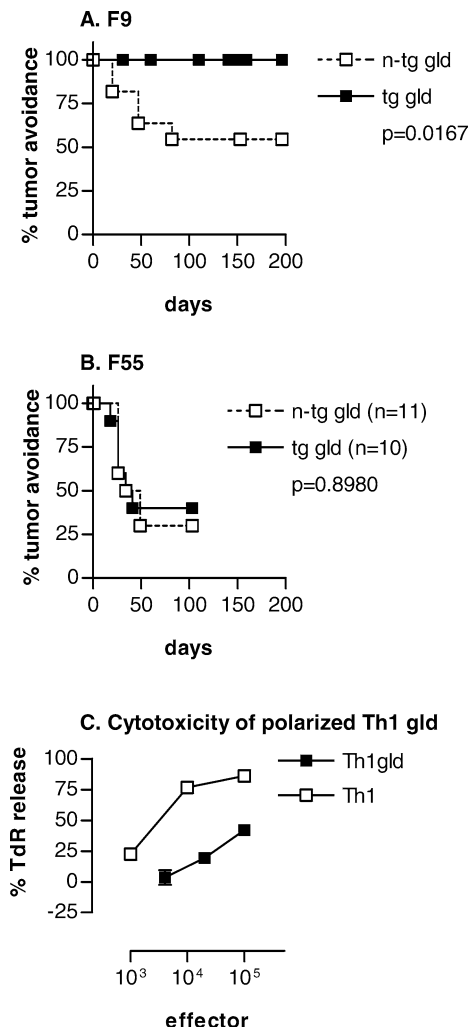 A. F9
% tumor avoidance
100
75
50
25
0
0 50 100 150 200
days
n-tg gld
tg gld
p=0.0167
B. F55
% tumor avoidance
100
75
50
25
0
0 50 100 150 200
days
n-tg gld (n=11)
tg gld (n=10)
p=0.8980
C. Cytotoxicity of polarized Th1 gld
% TdR release
100
75
50
25
0
-25
10³ 10⁴ 10⁵
effector
Th1gld
Th1